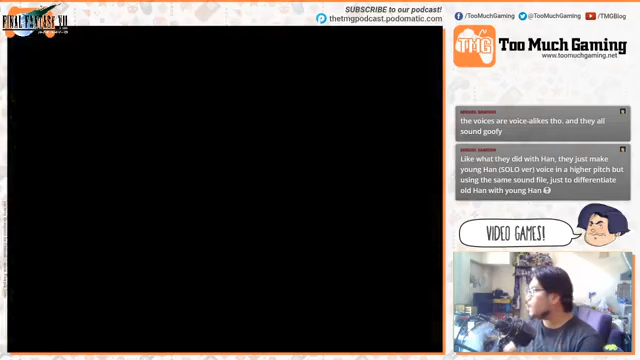 FINAL FANTASY VII
SUBSCRIBE to our podcast!
thetmgpodcast.podomatic.com
/TooMuchGaming
@TooMuchGaming
/TMGBlog
TMG
Too Much Gaming
www.toomuchgaming.net
the voices are voice-alikes tho. and they all
sound goofy
Like what they did with Han, they just make
young Han (SOLO ver) voice in a higher pitch but
using the same sound file, just to differentiate
old Han with young Han
VIDEO GAMES!